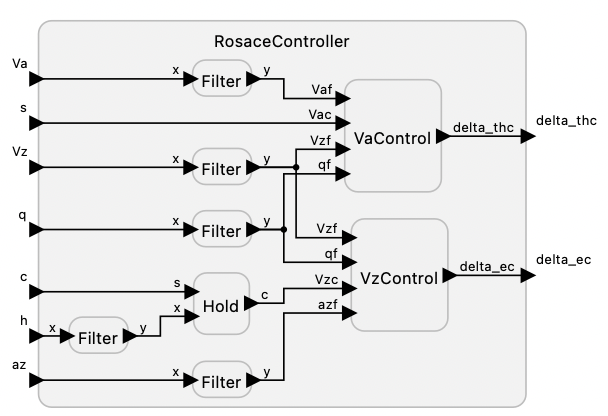 RosaceController
Va
x
Filter
y
Vaf
s
Vac
VaControl
delta_thc
delta_thc
Vz
x
Filter
y
Vzf
qf
q
x
Filter
y
Vzf
qf
VzControl
delta_ec
delta_ec
c
s
Hold
c
Vzc
h
x
Filter
y
x
azf
az
x
Filter
y